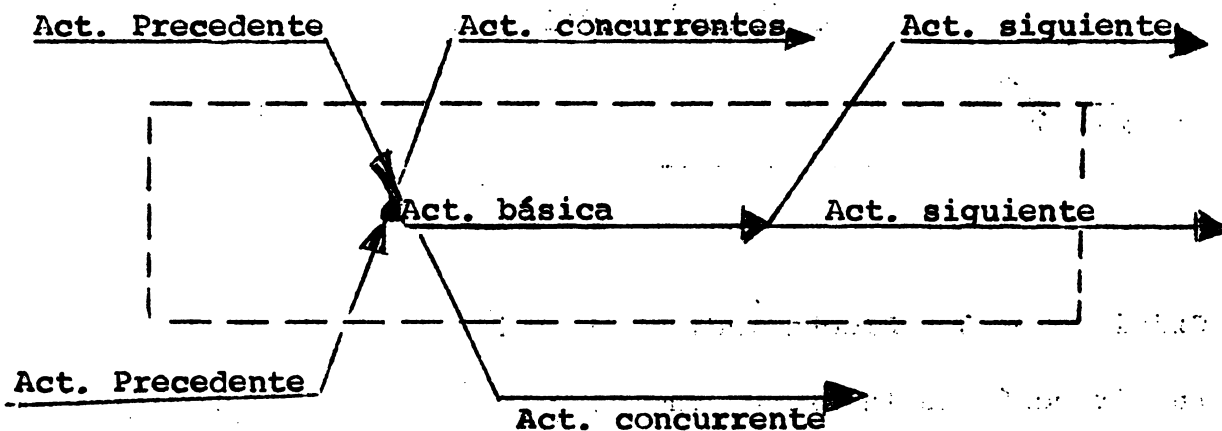 Act. Precedente Act. concurrentes Act. siguiente
Act. básica Act. siguiente
Act. Precedente
Act. concurrente